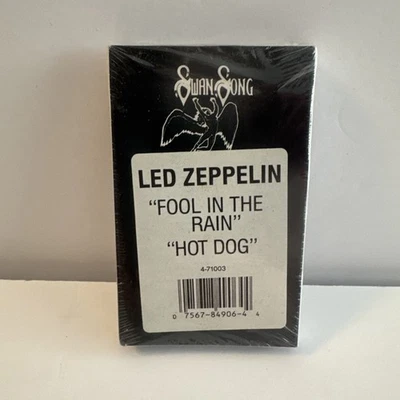 SWAN SONG
LED ZEPPELIN
"FOOL IN THE
RAIN"
"HOT DOG"
4-71003
0 7567-84906-4 4